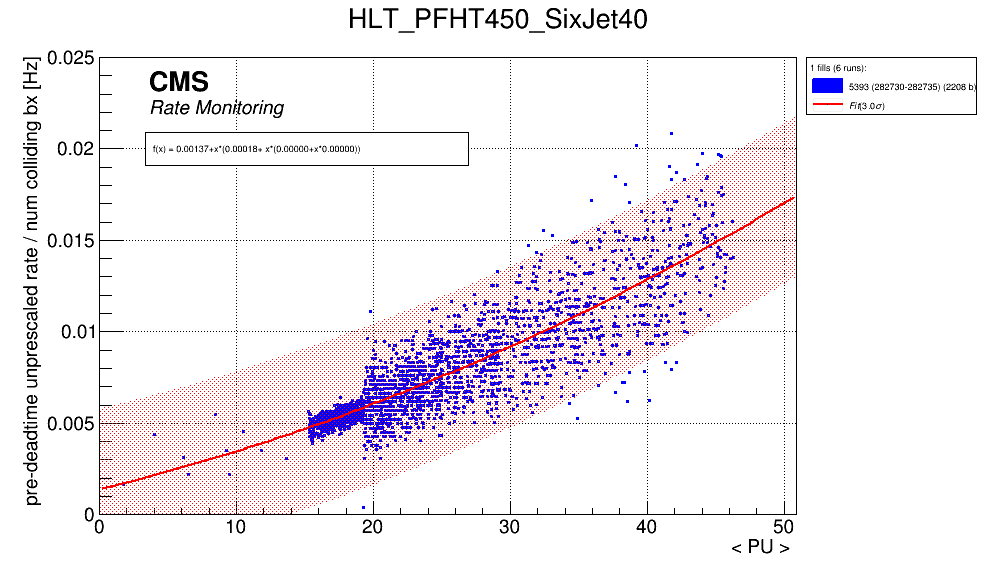 HLT_PFHT450_SixJet40
pre-deadtime unprescaled rate / num colliding bx [Hz]
0.025
0.02
0.015
0.01
0.005
0
CMS
Rate Monitoring
f(x) = 0.00137+x*(0.00018+ x*(0.00000+x*0.00000))
0 10 20 30 40 50
< PU >
1 fills (6 runs):
5393 (282730-282735) (2208 b)
Fit(3.0σ)